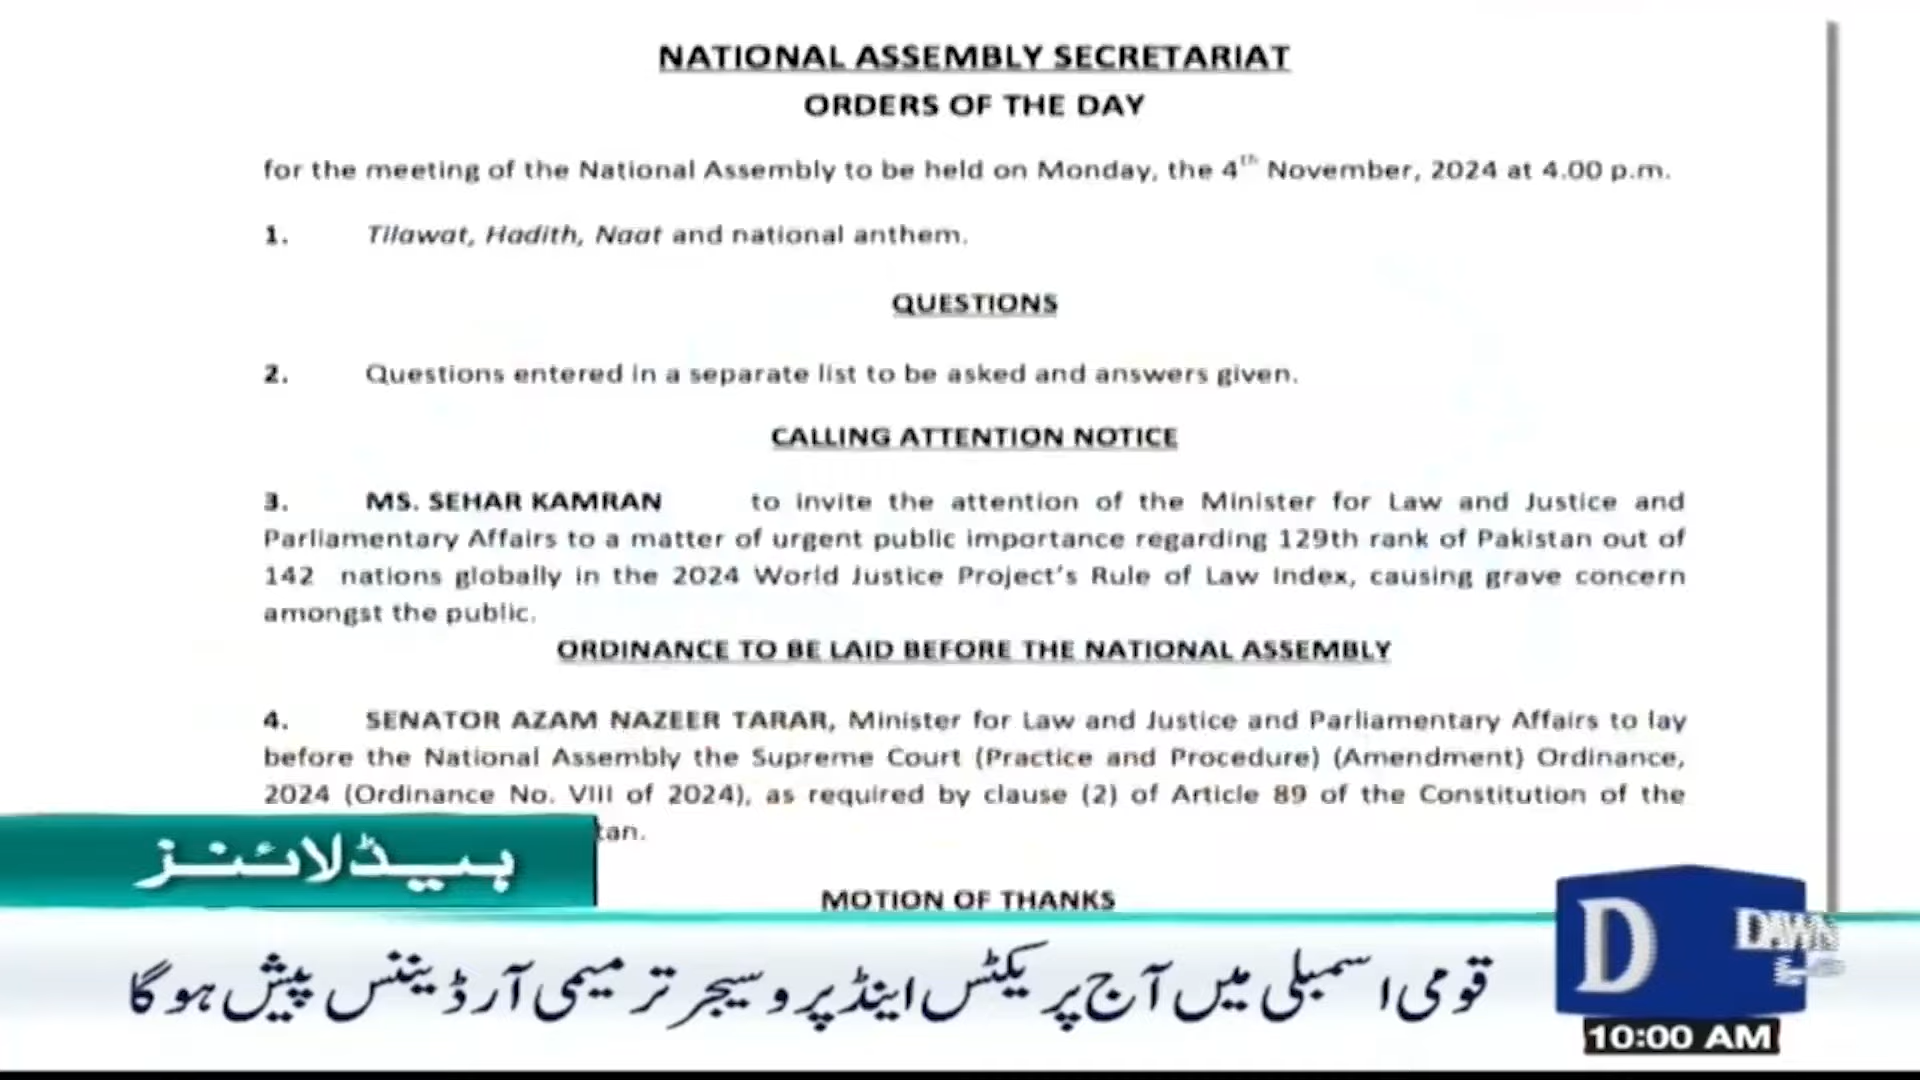 NATIONAL ASSEMBLY SECRETARIAT
ORDERS OF THE DAY
for the meeting of the National Assembly to be held on Monday, the 4th November, 2024 at 4.00 p.m.
1. Tilawat, Hadith, Naat and national anthem.
QUESTIONS
2. Questions entered in a separate list to be asked and answers given.
CALLING ATTENTION NOTICE
3. MS. SEHAR KAMRAN to invite the attention of the Minister for Law and Justice and
Parliamentary Affairs to a matter of urgent public importance regarding 129th rank of Pakistan out of
142 nations globally in the 2024 World Justice Project's Rule of Law Index, causing grave concern
amongst the public.
ORDINANCE TO BE LAID BEFORE THE NATIONAL ASSEMBLY
4. SENATOR AZAM NAZEER TARAR, Minister for Law and Justice and Parliamentary Affairs to lay
before the National Assembly the Supreme Court (Practice and Procedure) (Amendment) Ordinance,
2024 (Ordinance No. VIII of 2024), as required by clause (2) of Article 89 of the Constitution of the
tan.
ہیڈلائنز
MOTION OF THANKS
قومی اسمبلی میں آج پریکٹس اینڈ پروسیجر ترمیمی آرڈیننس پیش ہوگا
D DAWN
10:00 AM